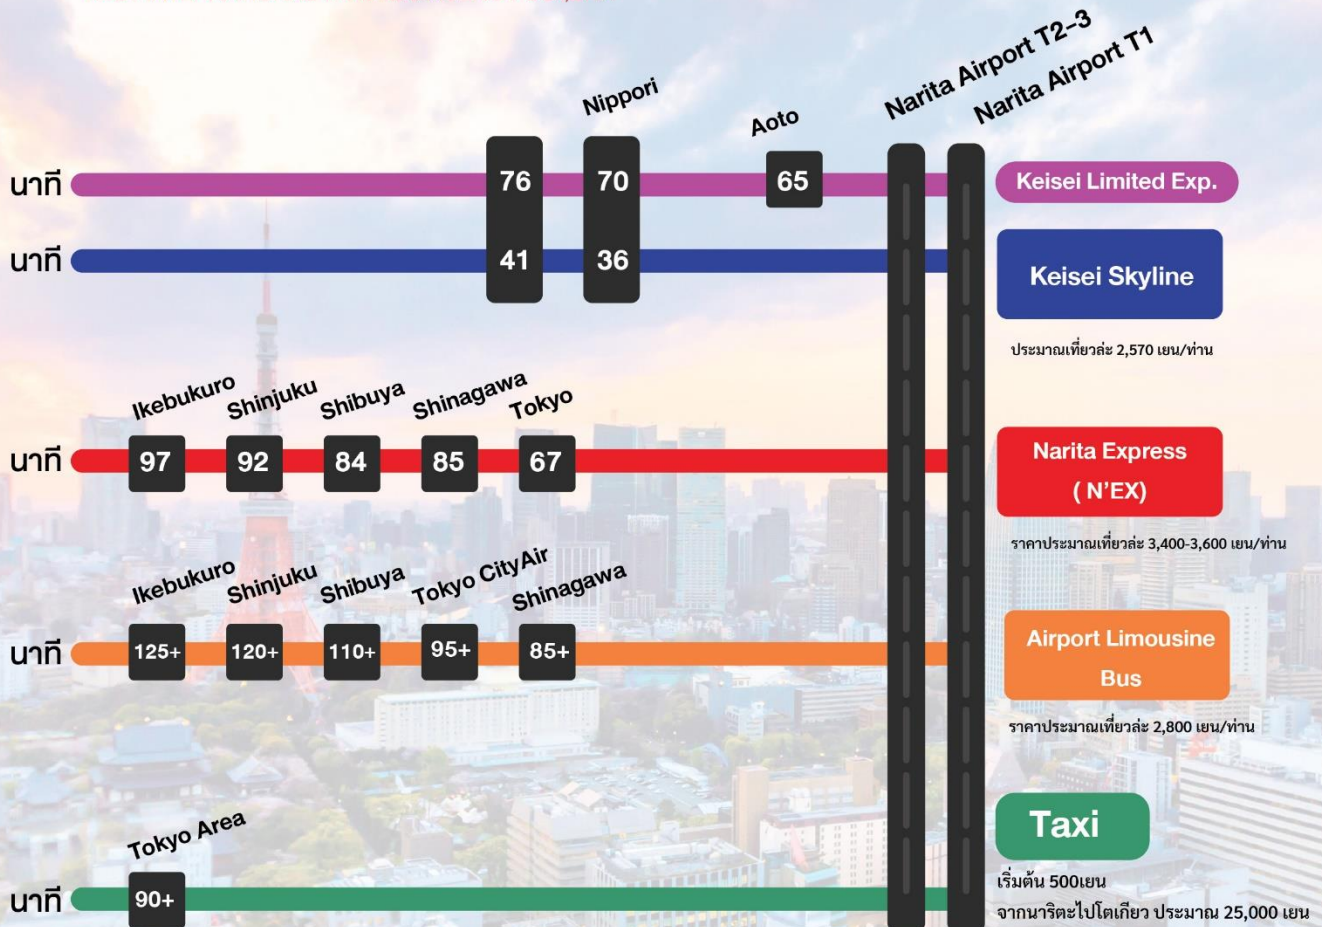 Narita Airport T2-3
Narita Airport T1
Nippori
Aoto
นาที
76
70
65
Keisei Limited Exp.
นาที
41
36
Keisei Skyline
ประมาณเที่ยวล่ะ 2,570 เยน/ท่าน
Ikebukuro
Shinjuku
Shibuya
Shinagawa
Tokyo
นาที
97
92
84
85
67
Narita Express
( N'EX)
ราคาประมาณเที่ยวล่ะ 3,400-3,600 เยน/ท่าน
Ikebukuro
Shinjuku
Shibuya
Tokyo CityAir
Shinagawa
นาที
125+
120+
110+
95+
85+
Airport Limousine
Bus
ราคาประมาณเที่ยวล่ะ 2,800 เยน/ท่าน
Tokyo Area
นาที
90+
Taxi
เริ่มต้น 500เยน
จากนาริตะไปโตเกียว ประมาณ 25,000 เยน